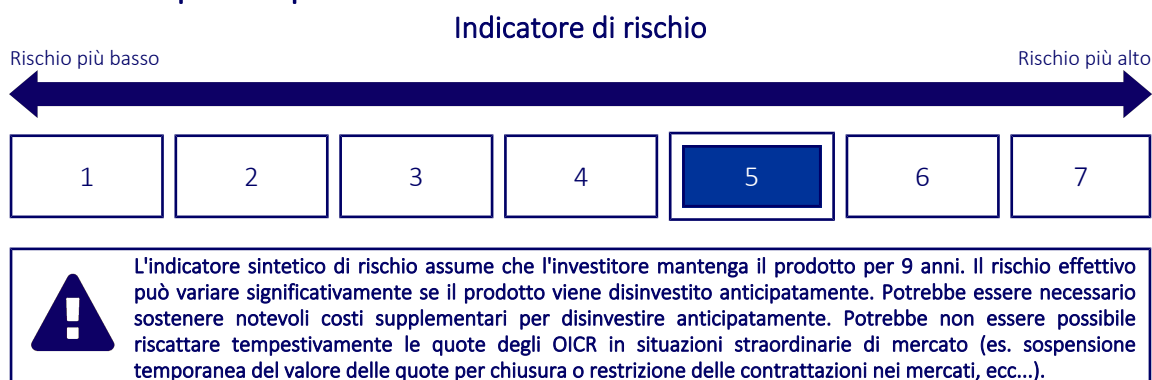 Indicatore di rischio
Rischio più basso
Rischio più alto
1
2
3
4
5
6
7
L'indicatore sintetico di rischio assume che l'investitore mantenga il prodotto per 9 anni. Il rischio effettivo
può variare significativamente se il prodotto viene disinvestito anticipatamente. Potrebbe essere necessario
sostenere notevoli costi supplementari per disinvestire anticipatamente. Potrebbe non essere possibile
riscattare tempestivamente le quote degli OICR in situazioni straordinarie di mercato (es. sospensione
temporanea del valore delle quote per chiusura o restrizione delle contrattazioni nei mercati, ecc...).